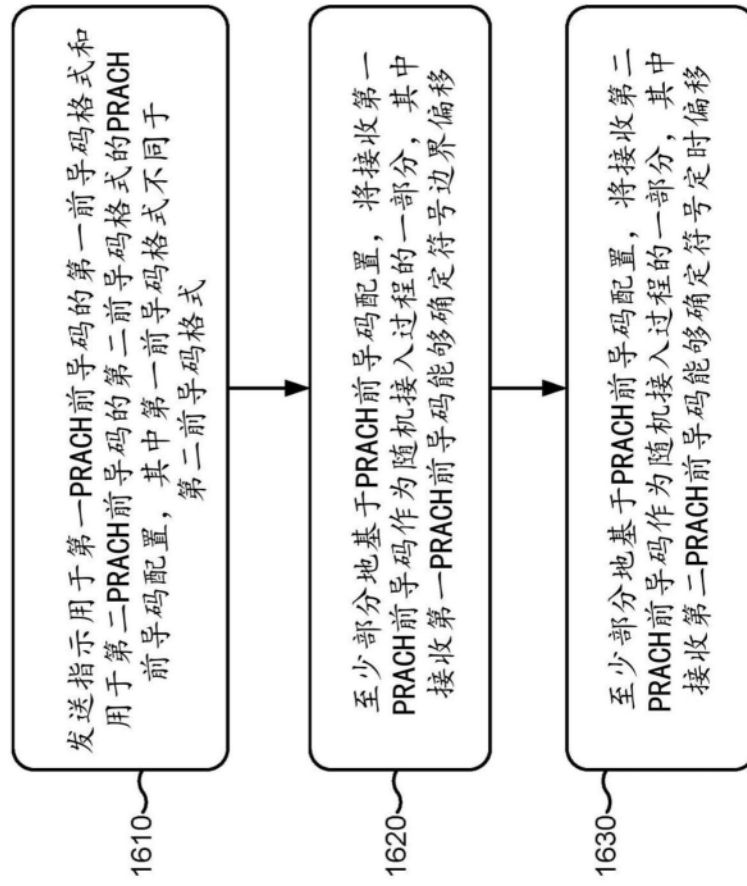 1610
发送指示用于第一PRACH前导码的第一前导码格式和
用于第二PRACH前导码的第二前导码格式的PRACH
前导码配置，其中第一前导码格式不同于
第二前导码格式
1620
至少部分地基于PRACH前导码配置，将接收第一
PRACH前导码作为随机接入过程的一部分，其中
接收第一PRACH前导码能够确定符号边界偏移
1630
至少部分地基于PRACH前导码配置，将接收第二
PRACH前导码作为随机接入过程的一部分，其中
接收第二PRACH前导码能够确定符号定时偏移